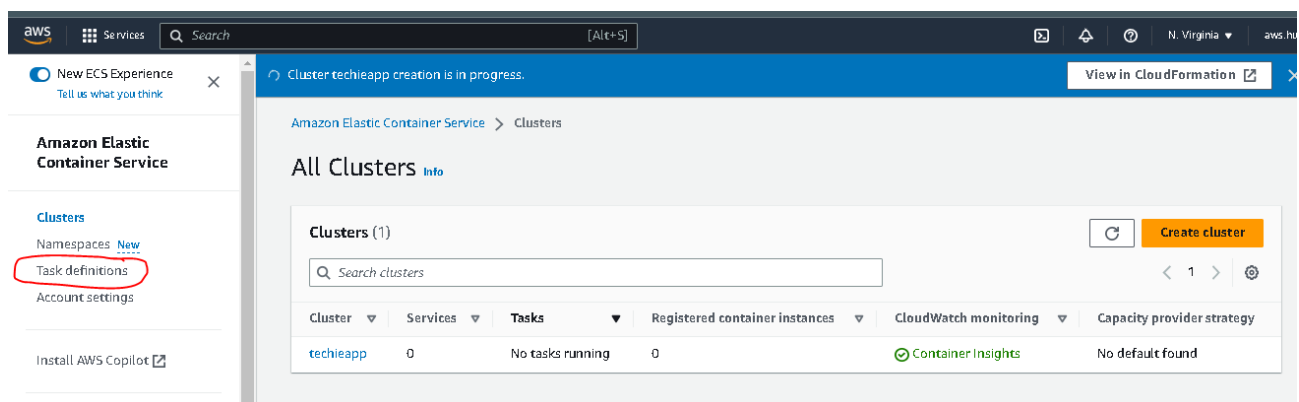 aws Services Search [Alt+S] N. Virginia aws.hu
New ECS Experience
Tell us what you think
Amazon Elastic
Container Service
Clusters
Namespaces New
Task definitions
Account settings
Install AWS Copilot
Cluster techieapp creation is in progress. View in CloudFormation
Amazon Elastic Container Service > Clusters
All Clusters Info
Clusters (1) Create cluster
Search clusters 1
Cluster Services Tasks Registered container instances CloudWatch monitoring Capacity provider strategy
techieapp 0 No tasks running 0 Container Insights No default found